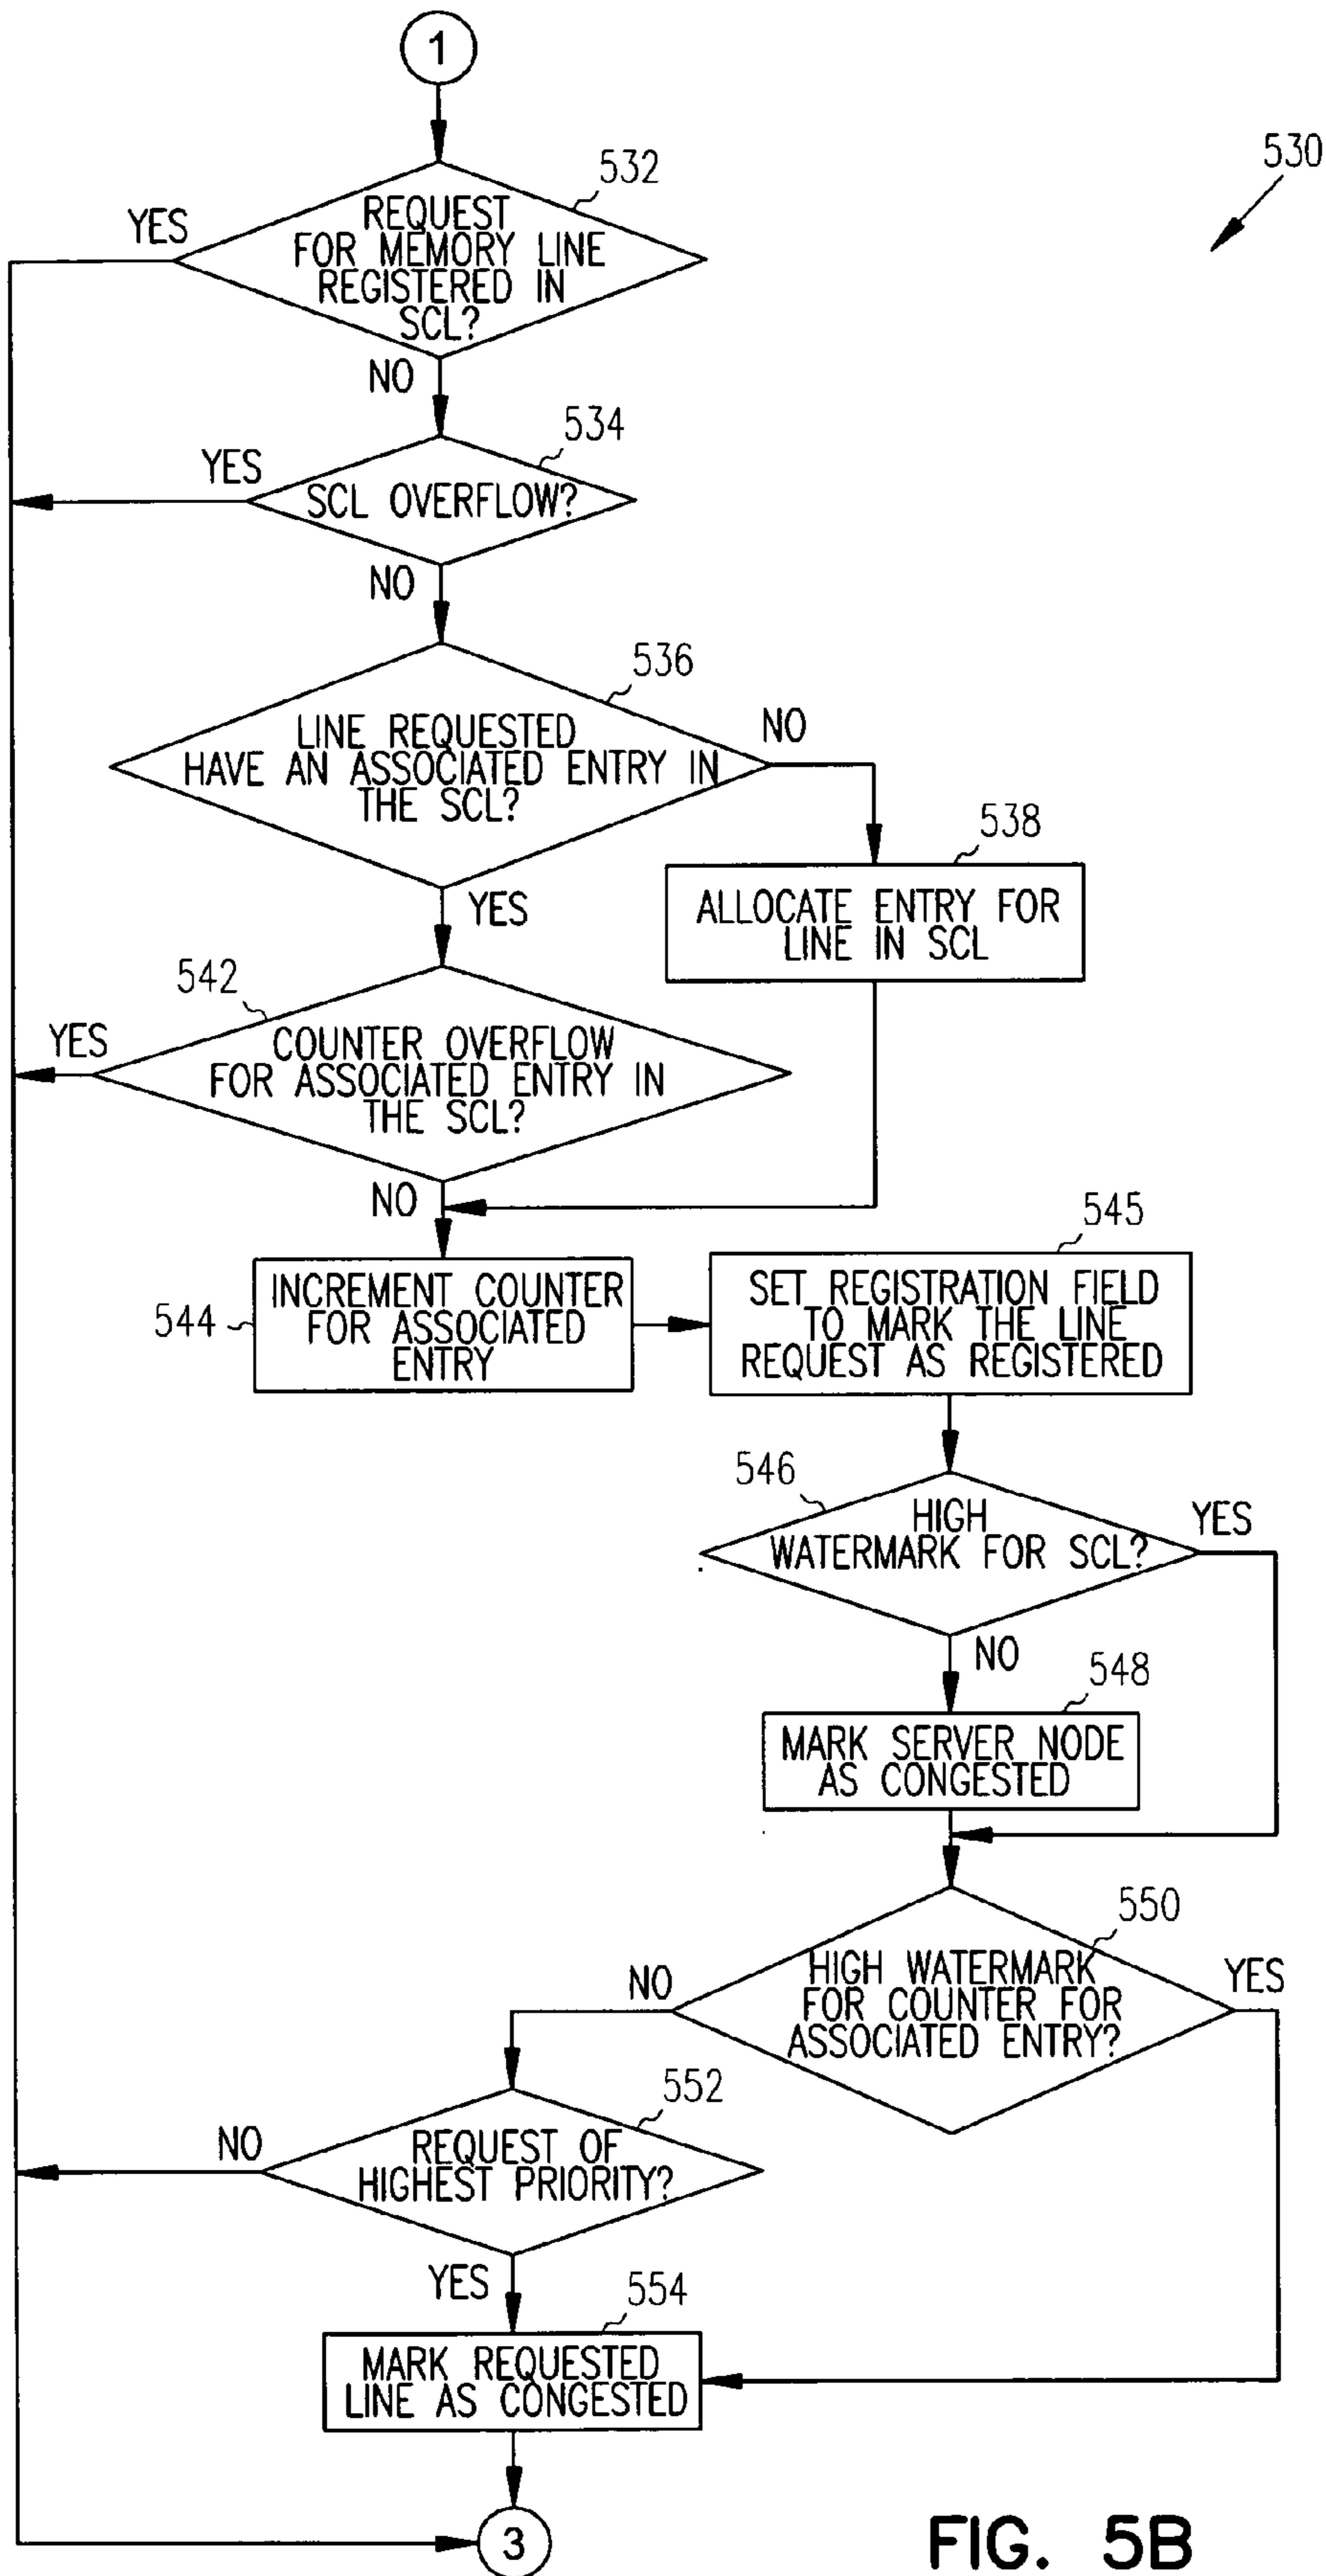 1
530
532
YES
REQUEST
FOR MEMORY LINE
REGISTERED IN
SCL?
NO
534
YES
SCL OVERFLOW?
NO
536
LINE REQUESTED
HAVE AN ASSOCIATED ENTRY IN
THE SCL?
NO
538
ALLOCATE ENTRY FOR
LINE IN SCL
YES
542
YES
COUNTER OVERFLOW
FOR ASSOCIATED ENTRY IN
THE SCL?
NO
544
INCREMENT COUNTER
FOR ASSOCIATED
ENTRY
545
SET REGISTRATION FIELD
TO MARK THE LINE
REQUEST AS REGISTERED
546
HIGH
WATERMARK FOR SCL?
YES
NO
548
MARK SERVER NODE
AS CONGESTED
550
NO
HIGH WATERMARK
FOR COUNTER FOR
ASSOCIATED ENTRY?
YES
552
NO
REQUEST OF
HIGHEST PRIORITY?
YES
554
MARK REQUESTED
LINE AS CONGESTED
3
FIG. 5B